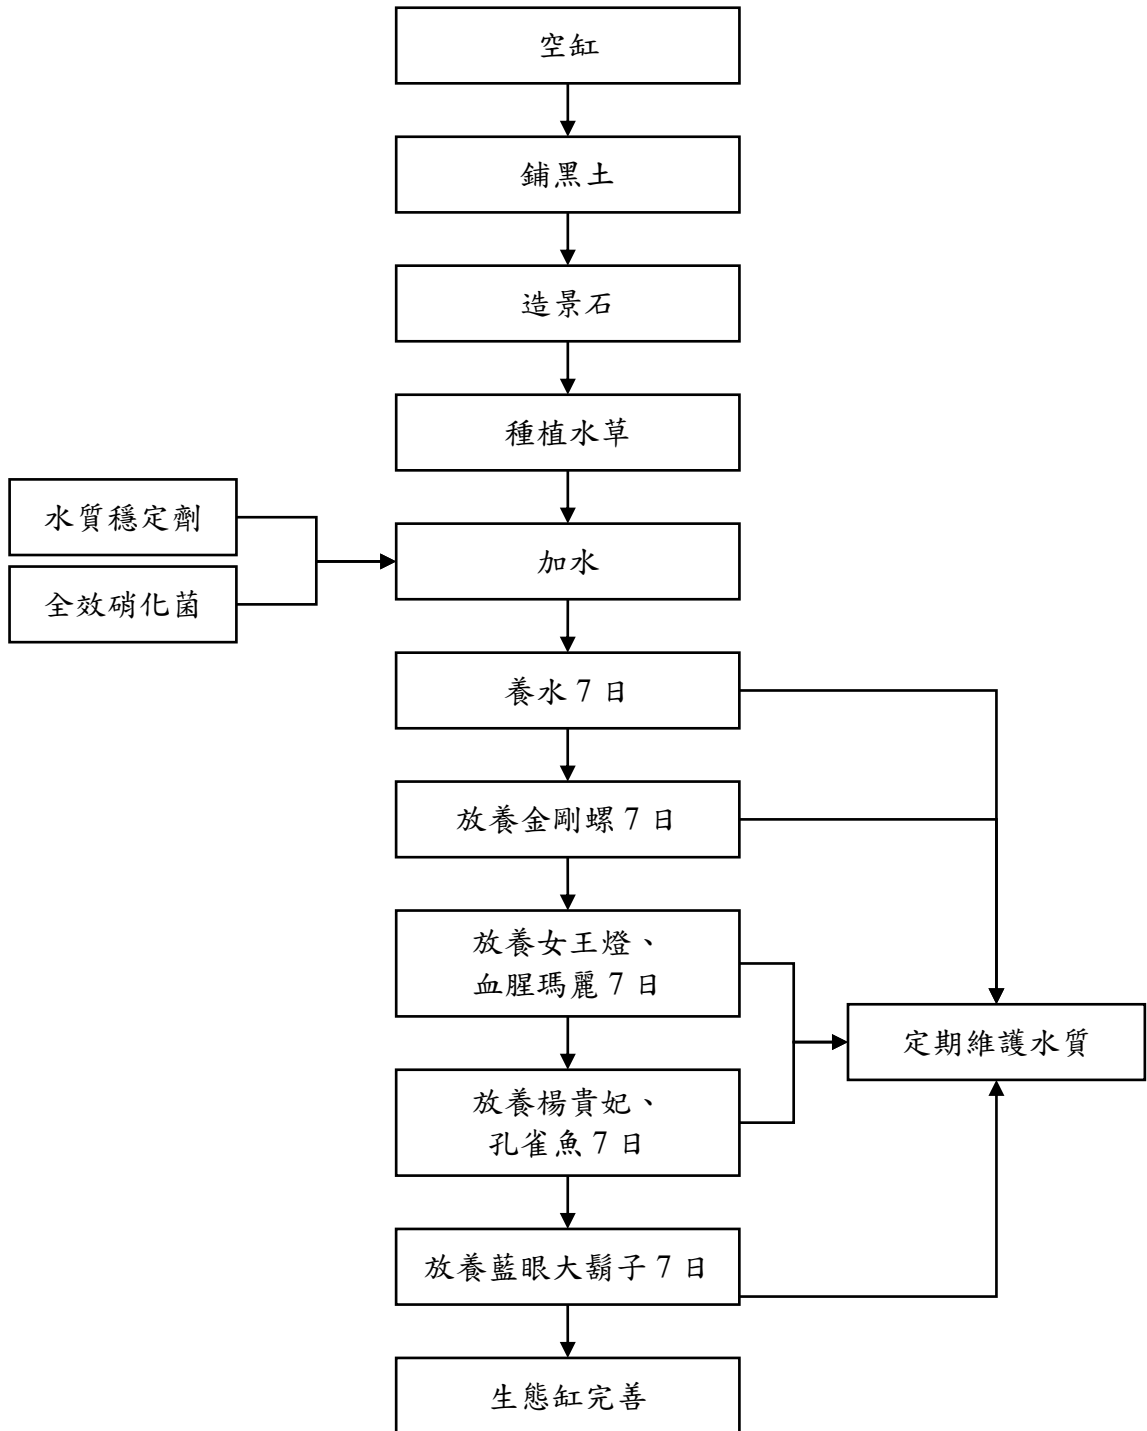 空缸
鋪黑土
造景石
種植水草
水質穩定劑
全效硝化菌
加水
養水 7 日
放養金剛螺 7 日
放養女王燈、
血腥瑪麗 7 日
定期維護水質
放養楊貴妃、
孔雀魚 7 日
放養藍眼大鬍子 7 日
生態缸完善